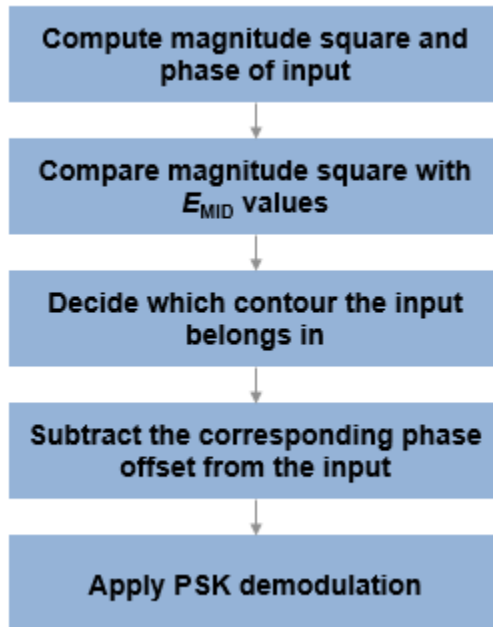 Compute magnitude square and
phase of input
Compare magnitude square with
E_MID values
Decide which contour the input
belongs in
Subtract the corresponding phase
offset from the input
Apply PSK demodulation